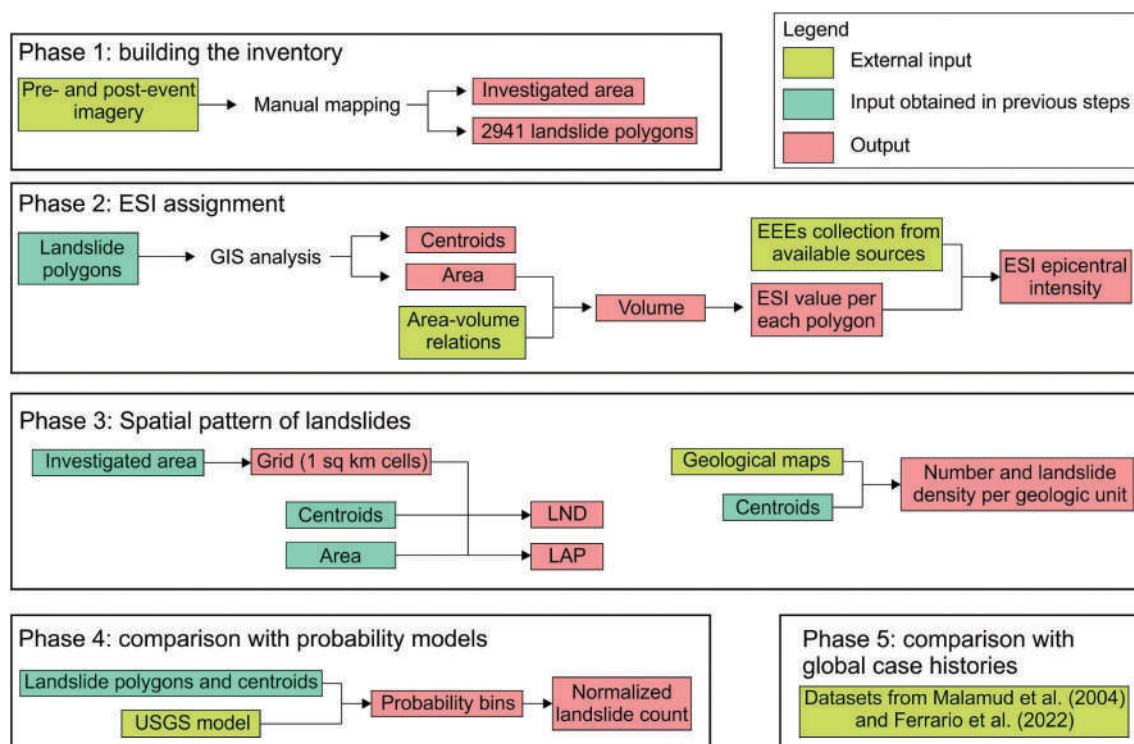 Phase 1: building the inventory
Pre- and post-event
imagery
Manual mapping
Investigated area
2941 landslide polygons
Legend
External input
Input obtained in previous steps
Output
Phase 2: ESI assignment
Landslide
polygons
GIS analysis
Centroids
Area
Area-volume
relations
Volume
EEEs collection from
available sources
ESI value per
each polygon
ESI epicentral
intensity
Phase 3: Spatial pattern of landslides
Investigated area
Grid (1 sq km cells)
Centroids
Area
LND
LAP
Geological maps
Centroids
Number and landslide
density per geologic unit
Phase 4: comparison with probability models
Landslide polygons and centroids
USGS model
Probability bins
Normalized
landslide count
Phase 5: comparison with
global case histories
Datasets from Malamud et al. (2004)
and Ferrario et al. (2022)